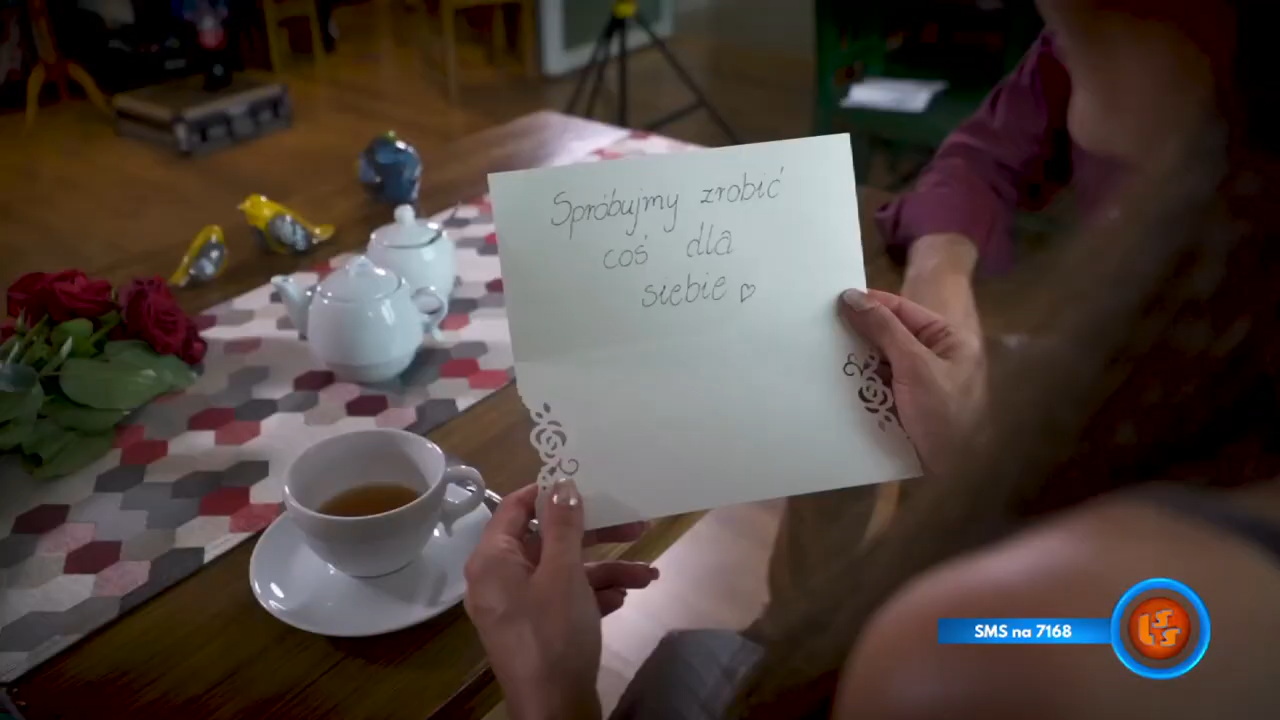 Spróbujmy zrobić
coś dla
siebie ♡
SMS na 7168